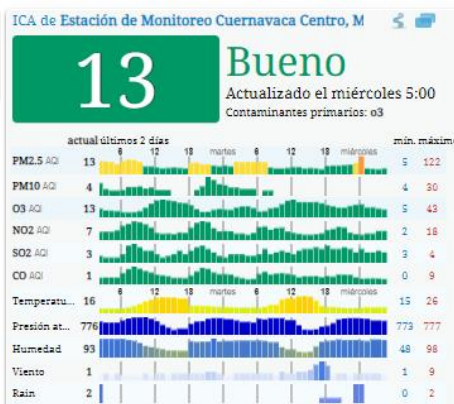 ICA de Estación de Monitoreo Cuernavaca Centro, M
13
Bueno
Actualizado el miércoles 5:00
Contaminantes primarios: o3
actual últimos 2 días mín. máximo
6 12 18 martes 6 12 18 miércoles
PM2.5 AQI 13 5 122
PM10 AQI 4 4 30
O3 AQI 13 5 43
NO2 AQI 7 2 18
SO2 AQI 3 3 4
CO AQI 1 0 9
6 12 18 martes 6 12 18 miércoles
Temperatu... 16 15 26
Presión at... 776 773 777
Humedad 93 48 98
Viento 1 1 9
Rain 2 0 2